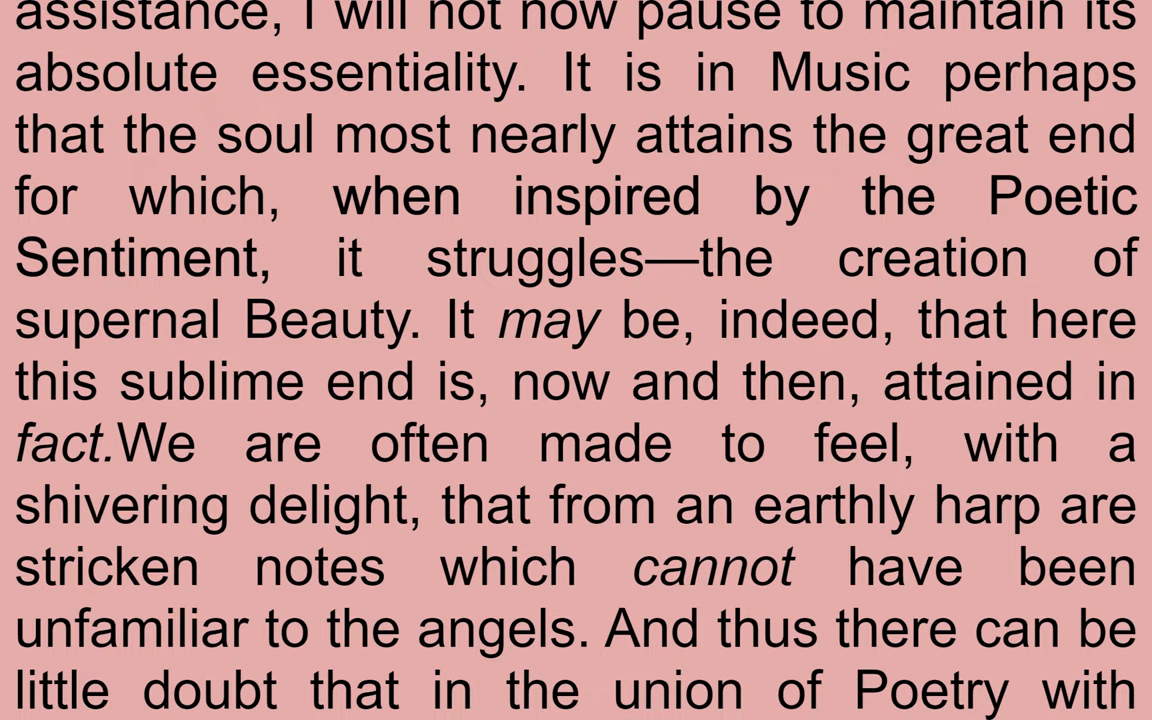 assistance, I will not now pause to maintain its
absolute essentiality. It is in Music perhaps
that the soul most nearly attains the great end
for which, when inspired by the Poetic
Sentiment, it struggles—the creation of
supernal Beauty. It may be, indeed, that here
this sublime end is, now and then, attained in
fact.We are often made to feel, with a
shivering delight, that from an earthly harp are
stricken notes which cannot have been
unfamiliar to the angels. And thus there can be
little doubt that in the union of Poetry with